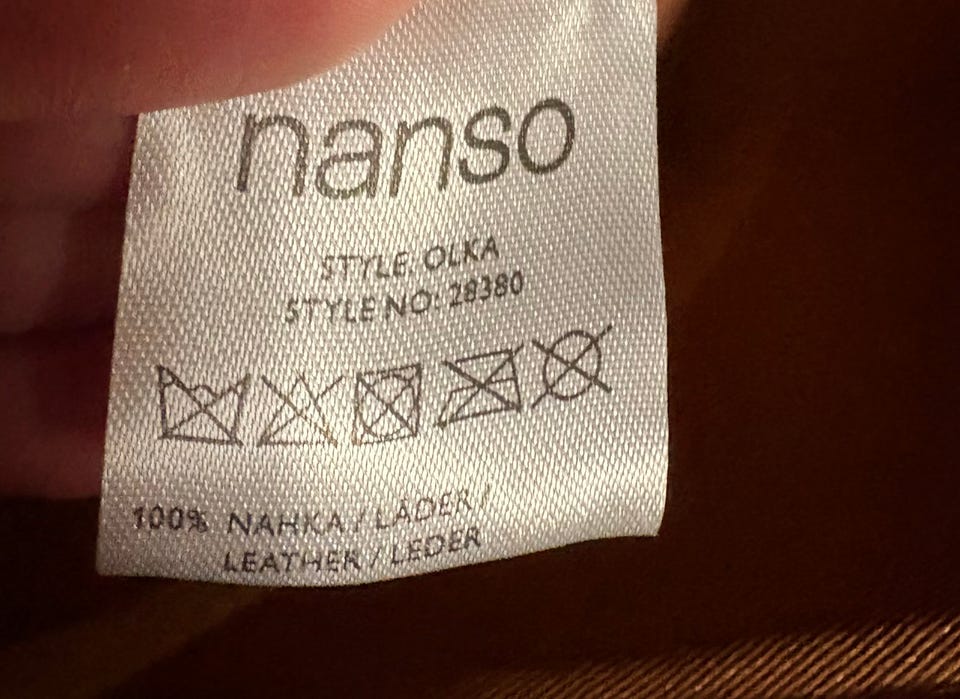 nanso
STYLE: OLKA
STYLE NO: 28380
100% NAHKA / LÄDER /
LEATHER / LEDER